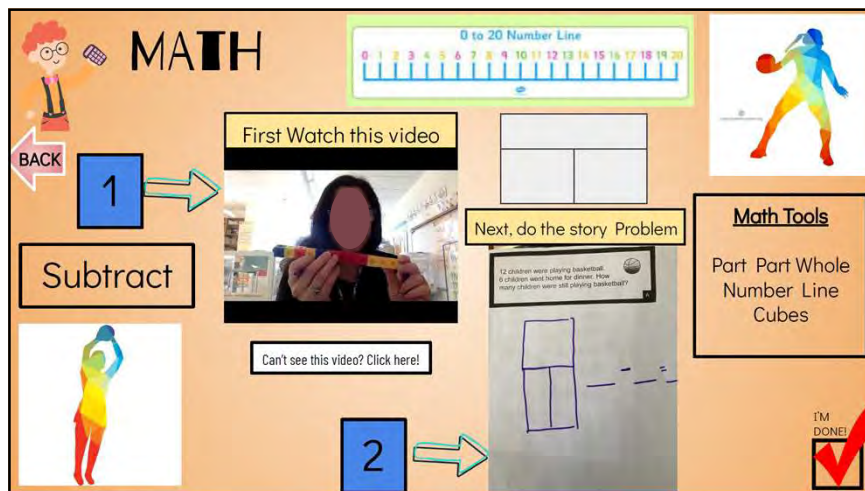 MATH
0 to 20 Number Line
0 1 2 3 4 5 6 7 8 9 10 11 12 13 14 15 16 17 18 19 20
BACK
1
First Watch this video
Subtract
Can't see this video? Click here!
Next, do the story Problem
12 children were playing basketball.
6 children went home for dinner. How
many children were still playing basketball?
A
- =
2
Math Tools
Part Part Whole
Number Line
Cubes
I'M
DONE!